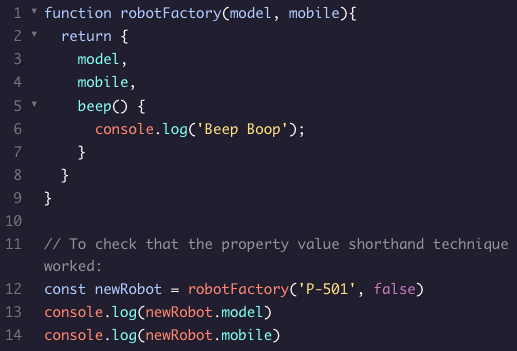 1 function robotFactory(model, mobile){
2   return {
3     model,
4     mobile,
5     beep() {
6       console.log('Beep Boop');
7     }
8   }
9 }
10
11 // To check that the property value shorthand technique
worked:
12 const newRobot = robotFactory('P-501', false)
13 console.log(newRobot.model)
14 console.log(newRobot.mobile)